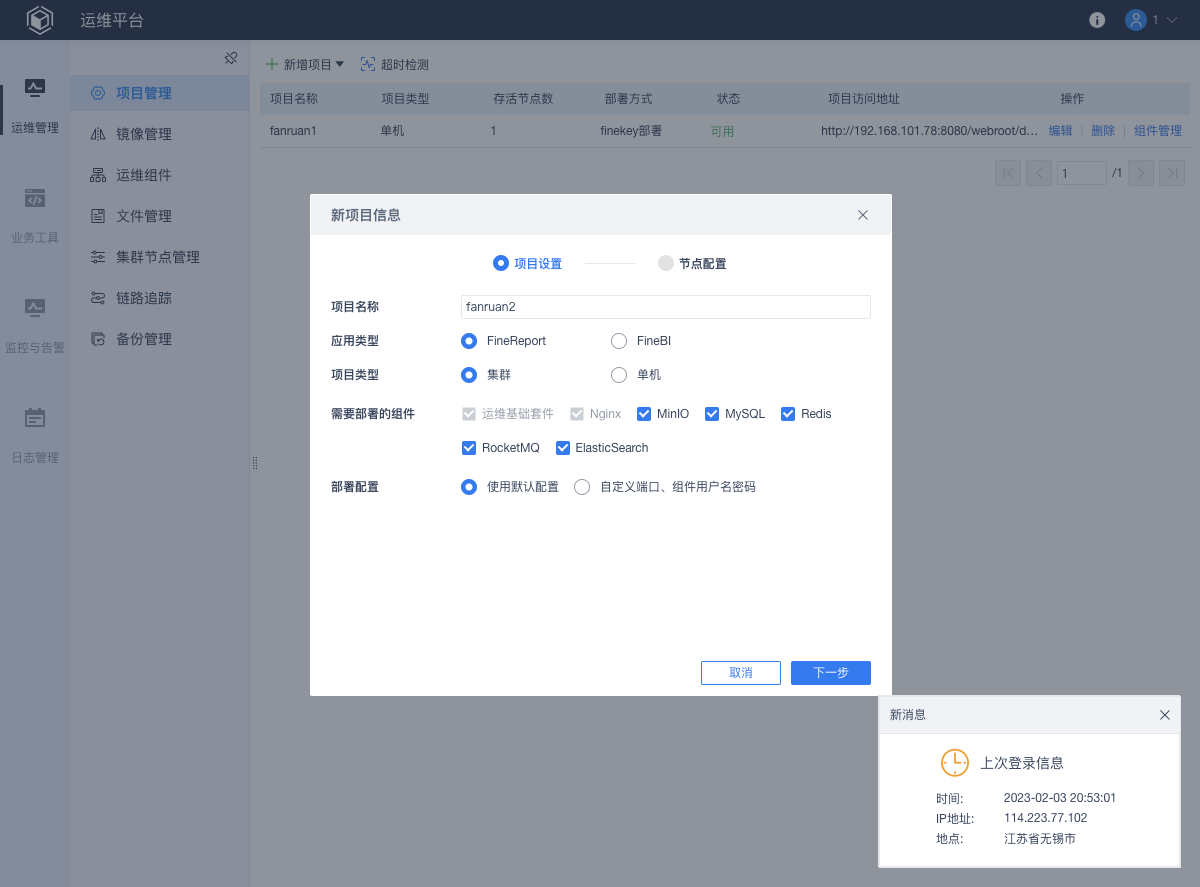 运维平台
1
运维管理
业务工具
监控与告警
日志管理
项目管理
镜像管理
运维组件
文件管理
集群节点管理
链路追踪
备份管理
新增项目 超时检测
项目名称 项目类型 存活节点数 部署方式 状态 项目访问地址 操作
fanruan1 单机 1 finekey部署 可用 http://192.168.101.78:8080/webroot/d... 编辑 | 删除 | 组件管理
1 /1
新项目信息
项目设置 节点配置
项目名称 fanruan2
应用类型 FineReport FineBI
项目类型 集群 单机
需要部署的组件 运维基础套件 Nginx MinIO MySQL Redis
RocketMQ ElasticSearch
部署配置 使用默认配置 自定义端口、组件用户名密码
取消 下一步
新消息
上次登录信息
时间: 2023-02-03 20:53:01
IP地址: 114.223.77.102
地点: 江苏省无锡市